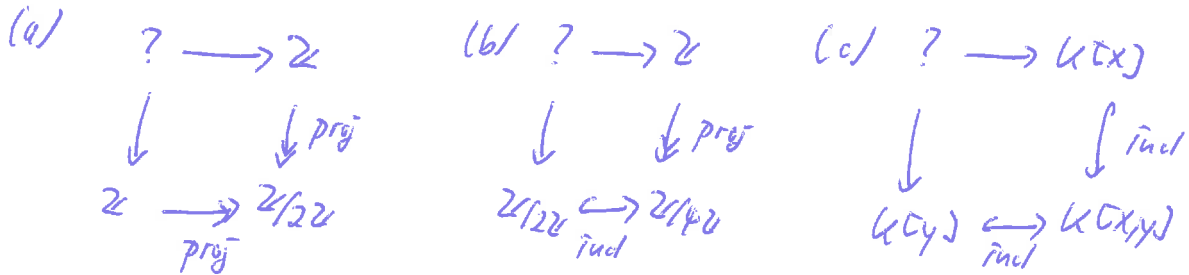 (a) ? → ℤ (b) ? → ℤ (c) ? → k[x]
↓ ↓ proj ↓ ↓ proj ↓ ↓ incl
ℤ → ℤ/2ℤ ℤ/2ℤ ↪ ℤ/4ℤ k[y] ↪ k[x,y]
proj incl incl